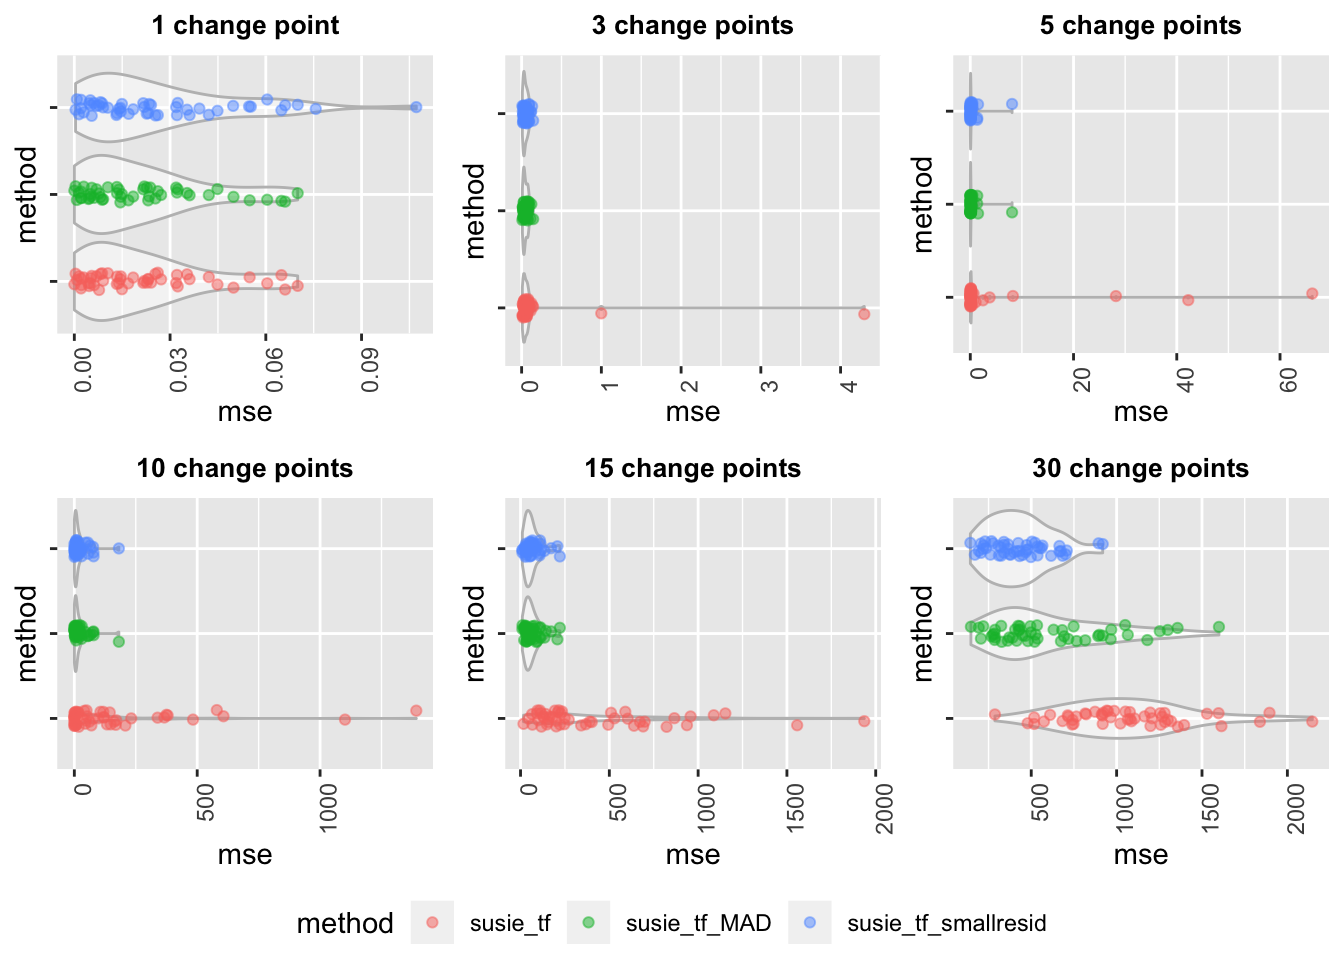 1 change point
3 change points
5 change points
method
method
method
0.00
0.03
0.06
0.09
0
1
2
3
4
0
20
40
60
mse
mse
mse
10 change points
15 change points
30 change points
method
method
method
0
500
1000
0
500
1000
1500
2000
500
1000
1500
2000
mse
mse
mse
method susie_tf susie_tf_MAD susie_tf_smallresid